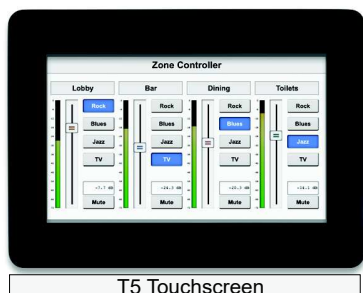 Zone Controller
Lobby Bar Dining Toilets
Rock Rock Rock Rock
Blues Blues Blues Blues
Jazz Jazz Jazz Jazz
TV TV TV TV
Mute Mute Mute Mute
T5 Touchscreen